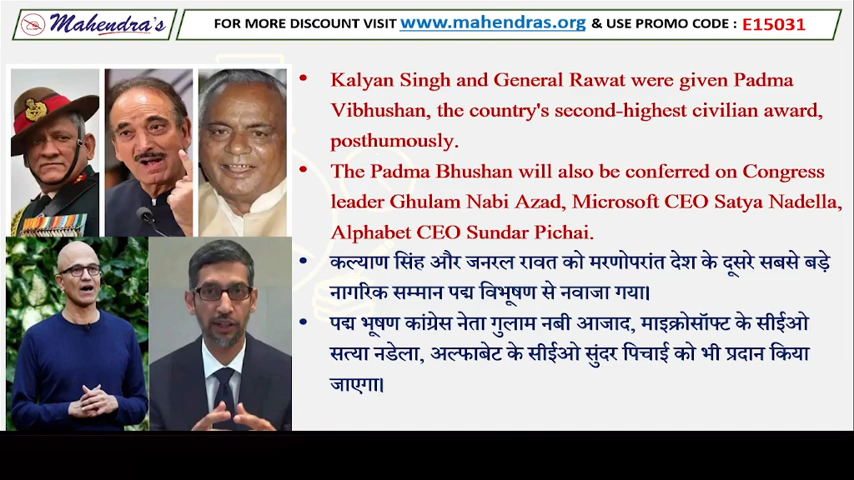 Mahendra's
FOR MORE DISCOUNT VISIT www.mahendras.org & USE PROMO CODE : E15031
• Kalyan Singh and General Rawat were given Padma
Vibhushan, the country's second-highest civilian award,
posthumously.
• The Padma Bhushan will also be conferred on Congress
leader Ghulam Nabi Azad, Microsoft CEO Satya Nadella,
Alphabet CEO Sundar Pichai.
• कल्याण सिंह और जनरल रावत को मरणोपरांत देश के दूसरे सबसे बड़े
नागरिक सम्मान पद्म विभूषण से नवाजा गया।
• पद्म भूषण कांग्रेस नेता गुलाम नबी आजाद, माइक्रोसॉफ्ट के सीईओ
सत्या नडेला, अल्फाबेट के सीईओ सुंदर पिचाई को भी प्रदान किया
जाएगा।